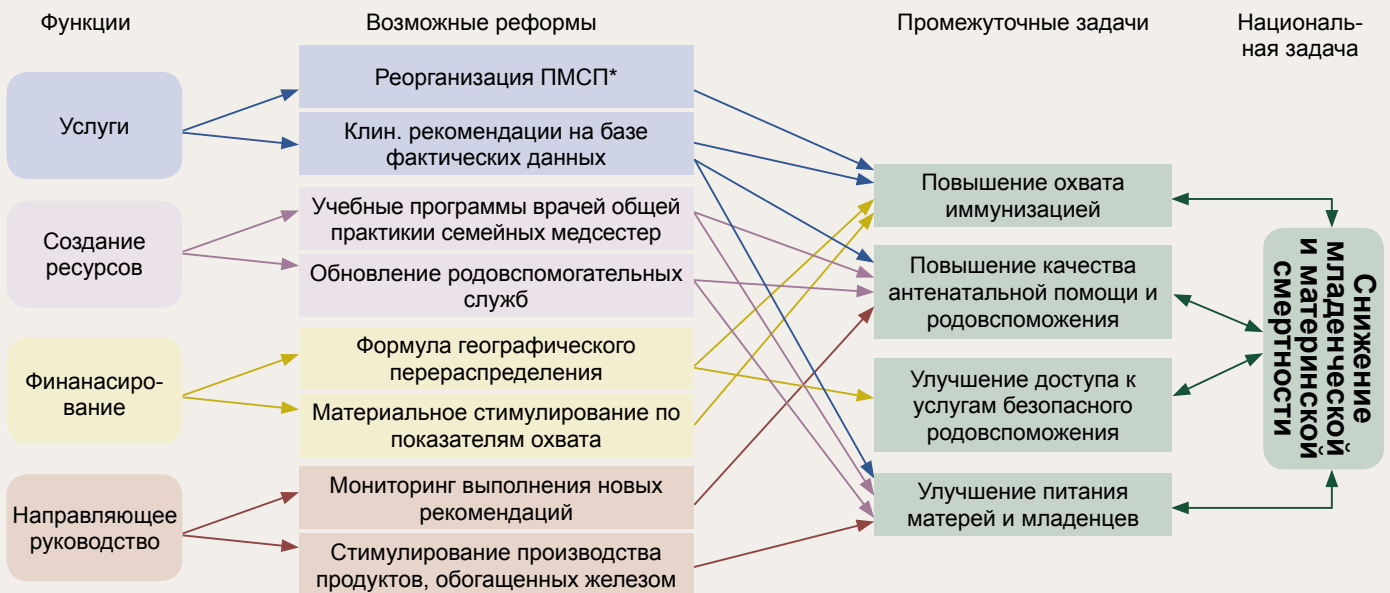 Функции
Возможные реформы
Промежуточные задачи
Националь-
ная задача
Услуги
Реорганизация ПМСП*
Клин. рекомендации на базе
фактических данных
Создание
ресурсов
Учебные программы врачей общей
практикии семейных медсестер
Обновление родовспомогательных
служб
Финанасиро-
вание
Формула географического
перераспределения
Материальное стимулирование по
показателям охвата
Направляющее
руководство
Мониторинг выполнения новых
рекомендаций
Стимулирование производства
продуктов, обогащенных железом
Повышение охвата
иммунизацией
Повышение качества
антенатальной помощи и
родовспоможения
Улучшение доступа к
услугам безопасного
родовспоможения
Улучшение питания
матерей и младенцев
Снижение
младенческой
и материнской
смертности